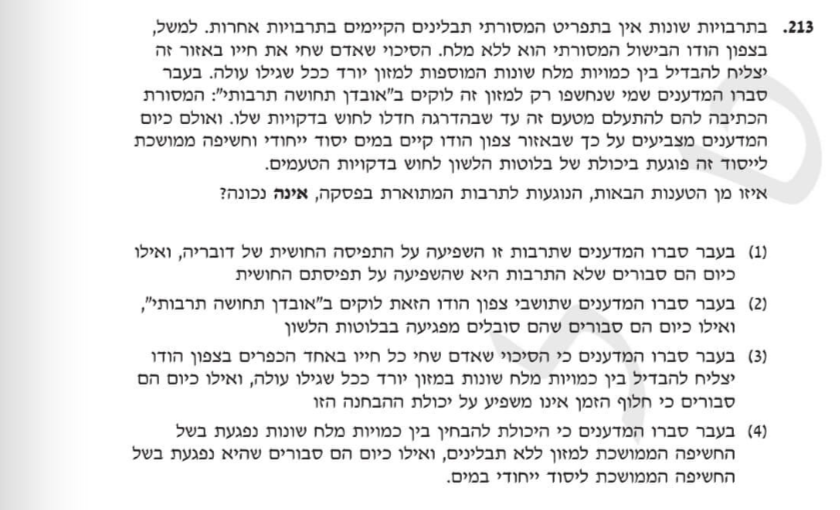 213. בתרבויות שונות אין בתפריט המסורתי תבלינים הקיימים בתרבויות אחרות. למשל,
בצפון הודו הבישול המסורתי הוא ללא מלח. הסיכוי שאדם שחי את חייו באזור זה
יצליח להבדיל בין כמויות מלח שונות המוספות למזון יורד ככל שגילו עולה. בעבר
סברו המדענים שמי שנחשפו רק למזון זה לוקים ב"אובדן תחושה תרבותי": המסורת
הכתיבה להם להתעלם מטעם זה עד שבהדרגה חדלו לחוש בדקויות שלו. ואולם כיום
המדענים מצביעים על כך שבאזור צפון הודו קיים במים יסוד ייחודי וחשיפה ממושכת
לייסוד זה פוגעת ביכולת של בלוטות הלשון לחוש בדקויות הטעמים.
איזו מן הטענות הבאות, הנוגעות לתרבות המתוארת בפסקה, אינה נכונה?
(1) בעבר סברו המדענים שתרבות זו השפיעה על התפיסה החושית של דובריה, ואילו
כיום הם סבורים שלא התרבות היא שהשפיעה על תפיסתם החושית
(2) בעבר סברו המדענים שתושבי צפון הודו הזאת לוקים ב"אובדן תחושה תרבותי",
ואילו כיום הם סבורים שהם סובלים מפגיעה בבלוטות הלשון
(3) בעבר סברו המדענים כי הסיכוי שאדם שחי כל חייו באחד הכפרים בצפון הודו
יצליח להבדיל בין כמויות מלח שונות במזון יורד ככל שגילו עולה, ואילו כיום הם
סבורים כי חלוף הזמן אינו משפיע על יכולת ההבחנה הזו
(4) בעבר סברו המדענים כי היכולת להבחין בין כמויות מלח שונות נפגעת בשל
החשיפה הממושכת למזון ללא תבלינים, ואילו כיום הם סבורים שהיא נפגעת בשל
החשיפה הממושכת ליסוד ייחודי במים.